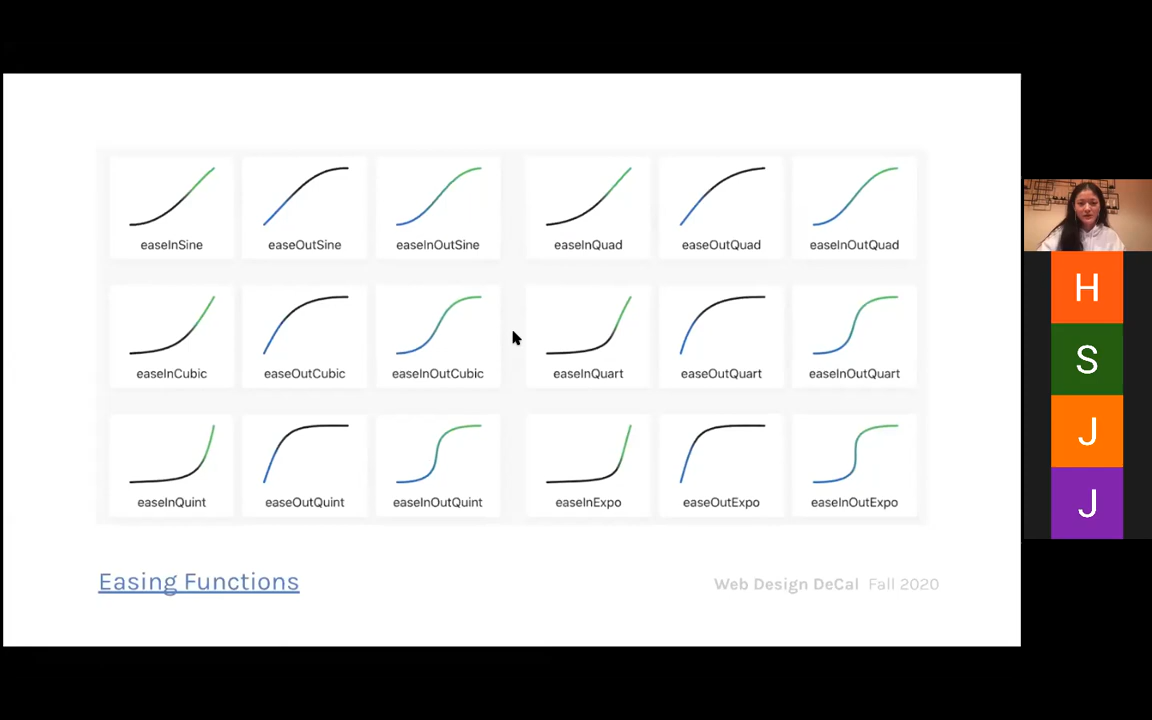 easeInSine easeOutSine easeInOutSine easeInQuad easeOutQuad easeInOutQuad
easeInCubic easeOutCubic easeInOutCubic easeInQuart easeOutQuart easeInOutQuart
easeInQuint easeOutQuint easeInOutQuint easeInExpo easeOutExpo easeInOutExpo
Easing Functions
Web Design DeCal Fall 2020
H
S
J
J